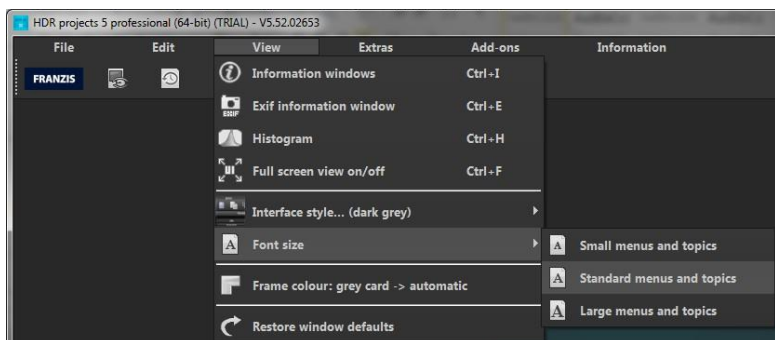 HDR projects 5 professional (64-bit) (TRIAL) - V5.52.02653
File Edit View Extras Add-ons Information
FRANZIS
Information windows Ctrl+I
EXIF
Exif information window Ctrl+E
Histogram Ctrl+H
Full screen view on/off Ctrl+F
Interface style... (dark grey)
A Font size
A Small menus and topics
A Standard menus and topics
Frame colour: grey card -> automatic
A Large menus and topics
Restore window defaults